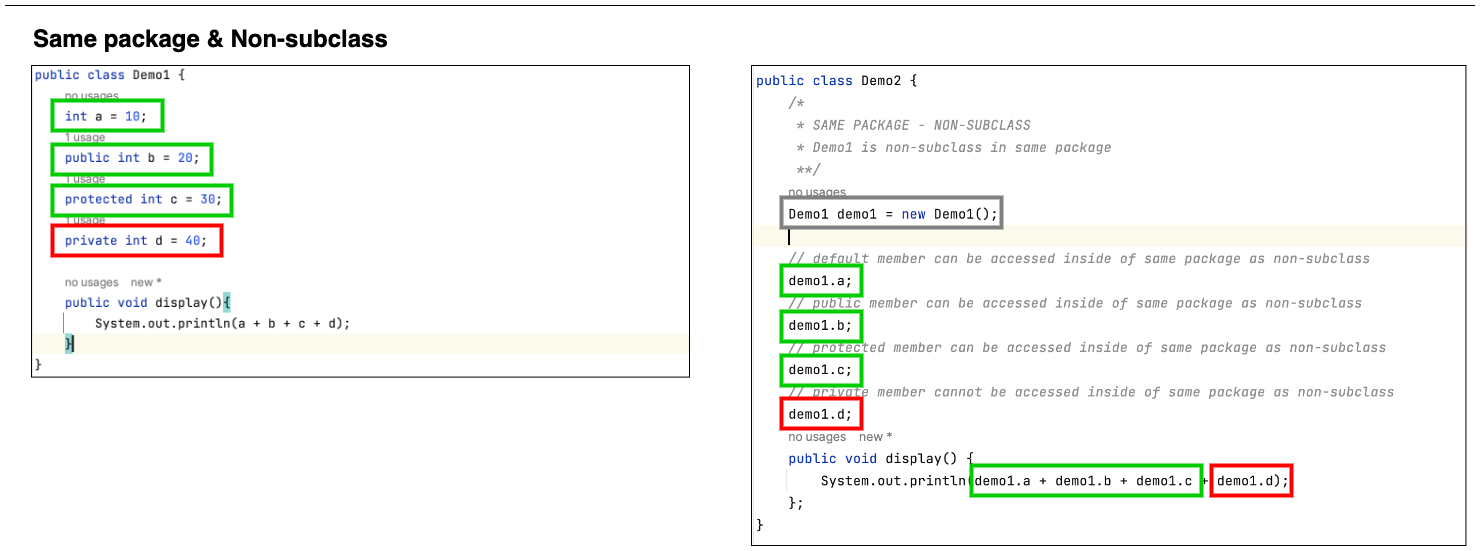 Same package & Non-subclass
public class Demo1 {
no usages
int a = 10;
1 usage
public int b = 20;
1 usage
protected int c = 30;
1 usage
private int d = 40;
no usages new *
public void display(){
System.out.println(a + b + c + d);
}
}
public class Demo2 {
/*
* SAME PACKAGE - NON-SUBCLASS
* Demo1 is non-subclass in same package
**/
no usages
Demo1 demo1 = new Demo1();
// default member can be accessed inside of same package as non-subclass
demo1.a;
// public member can be accessed inside of same package as non-subclass
demo1.b;
// protected member can be accessed inside of same package as non-subclass
demo1.c;
// private member cannot be accessed inside of same package as non-subclass
demo1.d;
no usages new *
public void display() {
System.out.println(demo1.a + demo1.b + demo1.c + demo1.d);
};
}